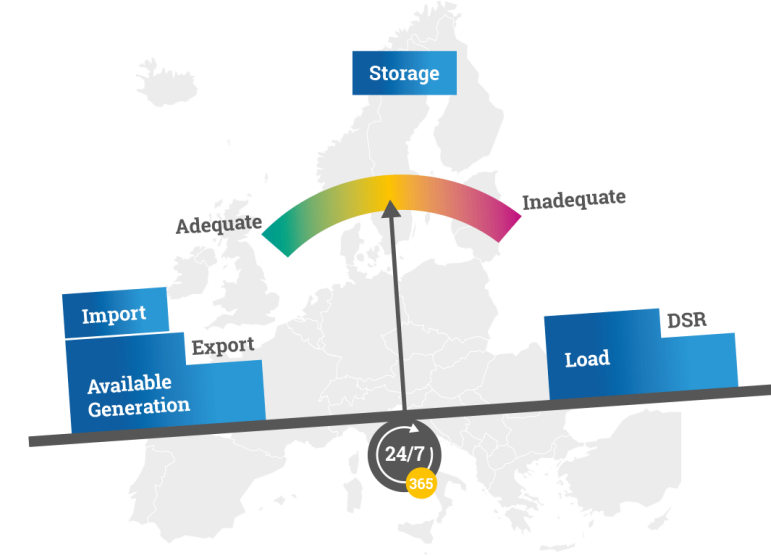 Storage
Adequate
Inadequate
Import
Export
Available
Generation
DSR
Load
24/7
365